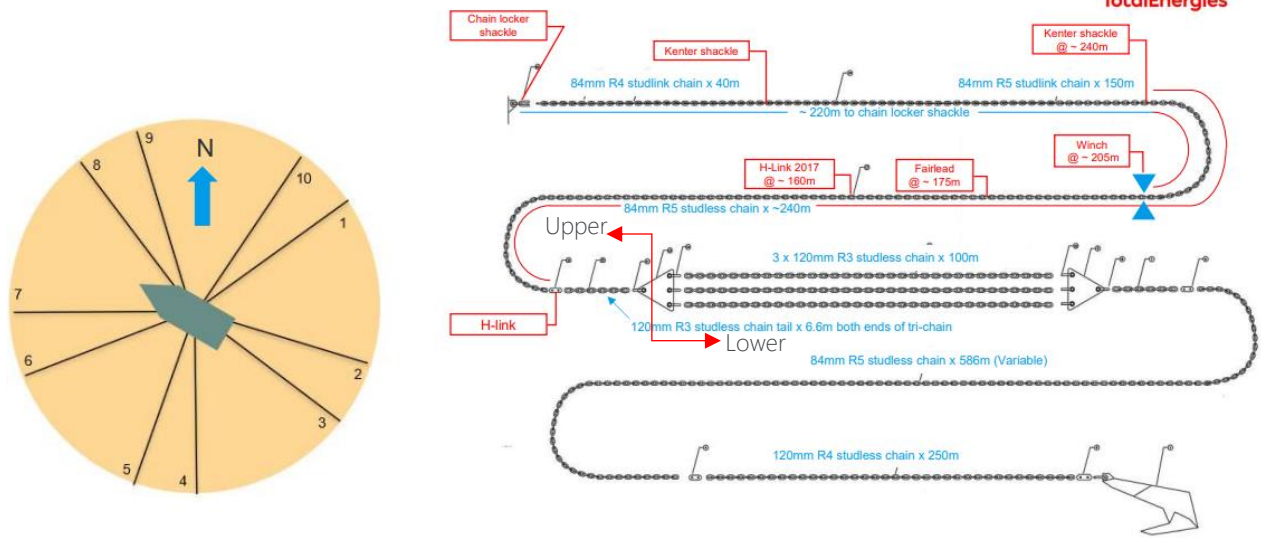 TotalEnergies
Chain locker
shackle
Kenter shackle
Kenter shackle
@ ~ 240m
84mm R4 studlink chain x 40m
84mm R5 studlink chain x 150m
~ 220m to chain locker shackle
Winch
@ ~ 205m
H-Link 2017
@ ~ 160m
Fairlead
@ ~ 175m
84mm R5 studless chain x ~240m
Upper
3 x 120mm R3 studless chain x 100m
H-link
120mm R3 studless chain tail x 6.6m both ends of tri-chain
Lower
84mm R5 studless chain x 586m (Variable)
120mm R4 studless chain x 250m
N
9
8
10
1
7
6
2
3
5
4